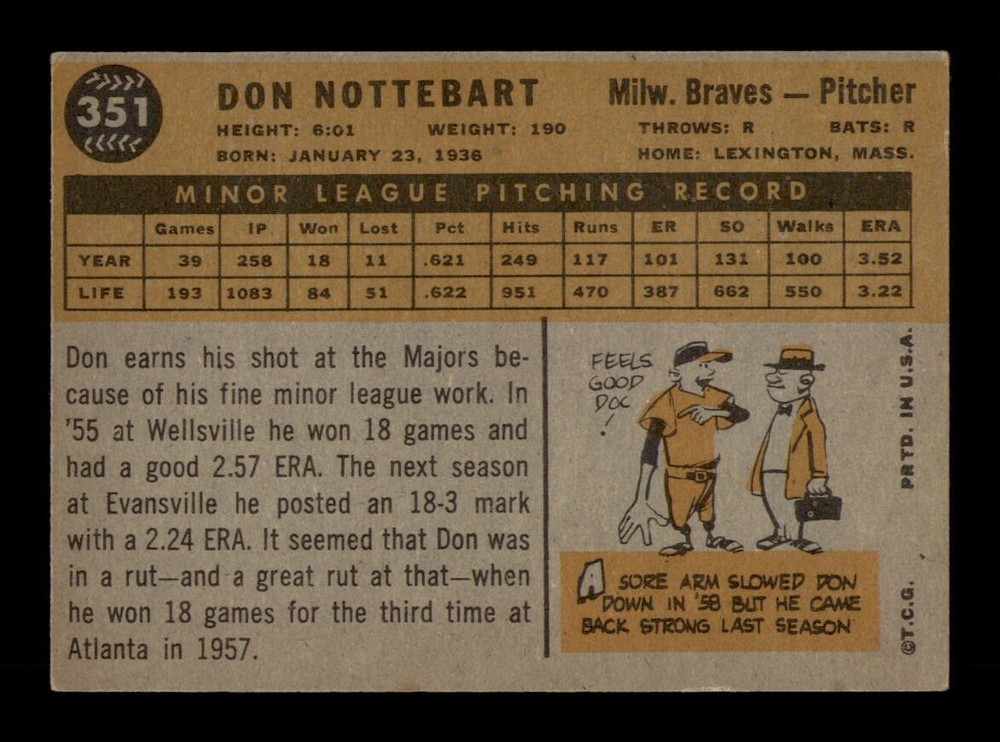 351
DON NOTTEBART
Milw. Braves — Pitcher
HEIGHT: 6:01 WEIGHT: 190 THROWS: R BATS: R
BORN: JANUARY 23, 1936 HOME: LEXINGTON, MASS.
MINOR LEAGUE PITCHING RECORD
Games IP Won Lost Pct Hits Runs ER SO Walks ERA
YEAR 39 258 18 11 .621 249 117 101 131 100 3.52
LIFE 193 1083 84 51 .622 951 470 387 662 550 3.22
Don earns his shot at the Majors be-
cause of his fine minor league work. In
'55 at Wellsville he won 18 games and
had a good 2.57 ERA. The next season
at Evansville he posted an 18-3 mark
with a 2.24 ERA. It seemed that Don was
in a rut—and a great rut at that—when
he won 18 games for the third time at
Atlanta in 1957.
FEELS
GOOD
DOC
!
A SORE ARM SLOWED DON
DOWN IN '58 BUT HE CAME
BACK STRONG LAST SEASON
©T.C.G. PRTD. IN U.S.A.